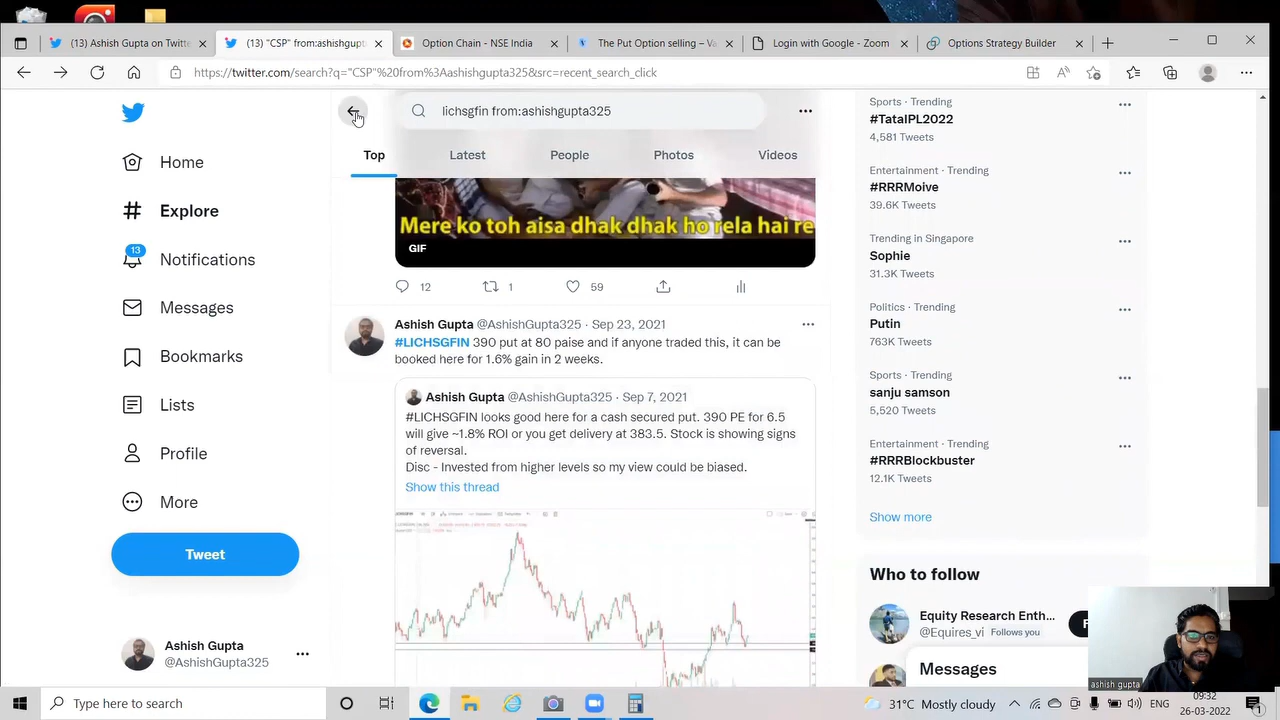 (13) Ashish Gupta on Twitt
(13) "CSP" from:ashishgupt
Option Chain - NSE India
The Put Option selling – Va
Login with Google - Zoom
Options Strategy Builder
https://twitter.com/search?q="CSP"%20from%3Aashishgupta325&src=recent_search_click
lichsgfin from:ashishgupta325
Top
Latest
People
Photos
Videos
Home
Explore
13
Notifications
Messages
Bookmarks
Lists
Profile
More
Tweet
Ashish Gupta
@AshishGupta325
Mere ko toh aisa dhak dhak ho rela hai re
GIF
12
1
59
Ashish Gupta @AshishGupta325 · Sep 23, 2021
#LICHSGFIN 390 put at 80 paise and if anyone traded this, it can be
booked here for 1.6% gain in 2 weeks.
Ashish Gupta @AshishGupta325 · Sep 7, 2021
#LICHSGFIN looks good here for a cash secured put. 390 PE for 6.5
will give ~1.8% ROI or you get delivery at 383.5. Stock is showing signs
of reversal.
Disc - Invested from higher levels so my view could be biased.
Show this thread
Sports · Trending
#TataIPL2022
4,581 Tweets
Entertainment · Trending
#RRRMoive
39.6K Tweets
Trending in Singapore
Sophie
31.3K Tweets
Politics · Trending
Putin
763K Tweets
Sports · Trending
sanju samson
5,520 Tweets
Entertainment · Trending
#RRRBlockbuster
12.1K Tweets
Show more
Who to follow
Equity Research Enth...
@Equires_vi Follows you
Messages
ashish gupta
Type here to search
31°C Mostly cloudy
ENG
09:32
26-03-2022
1